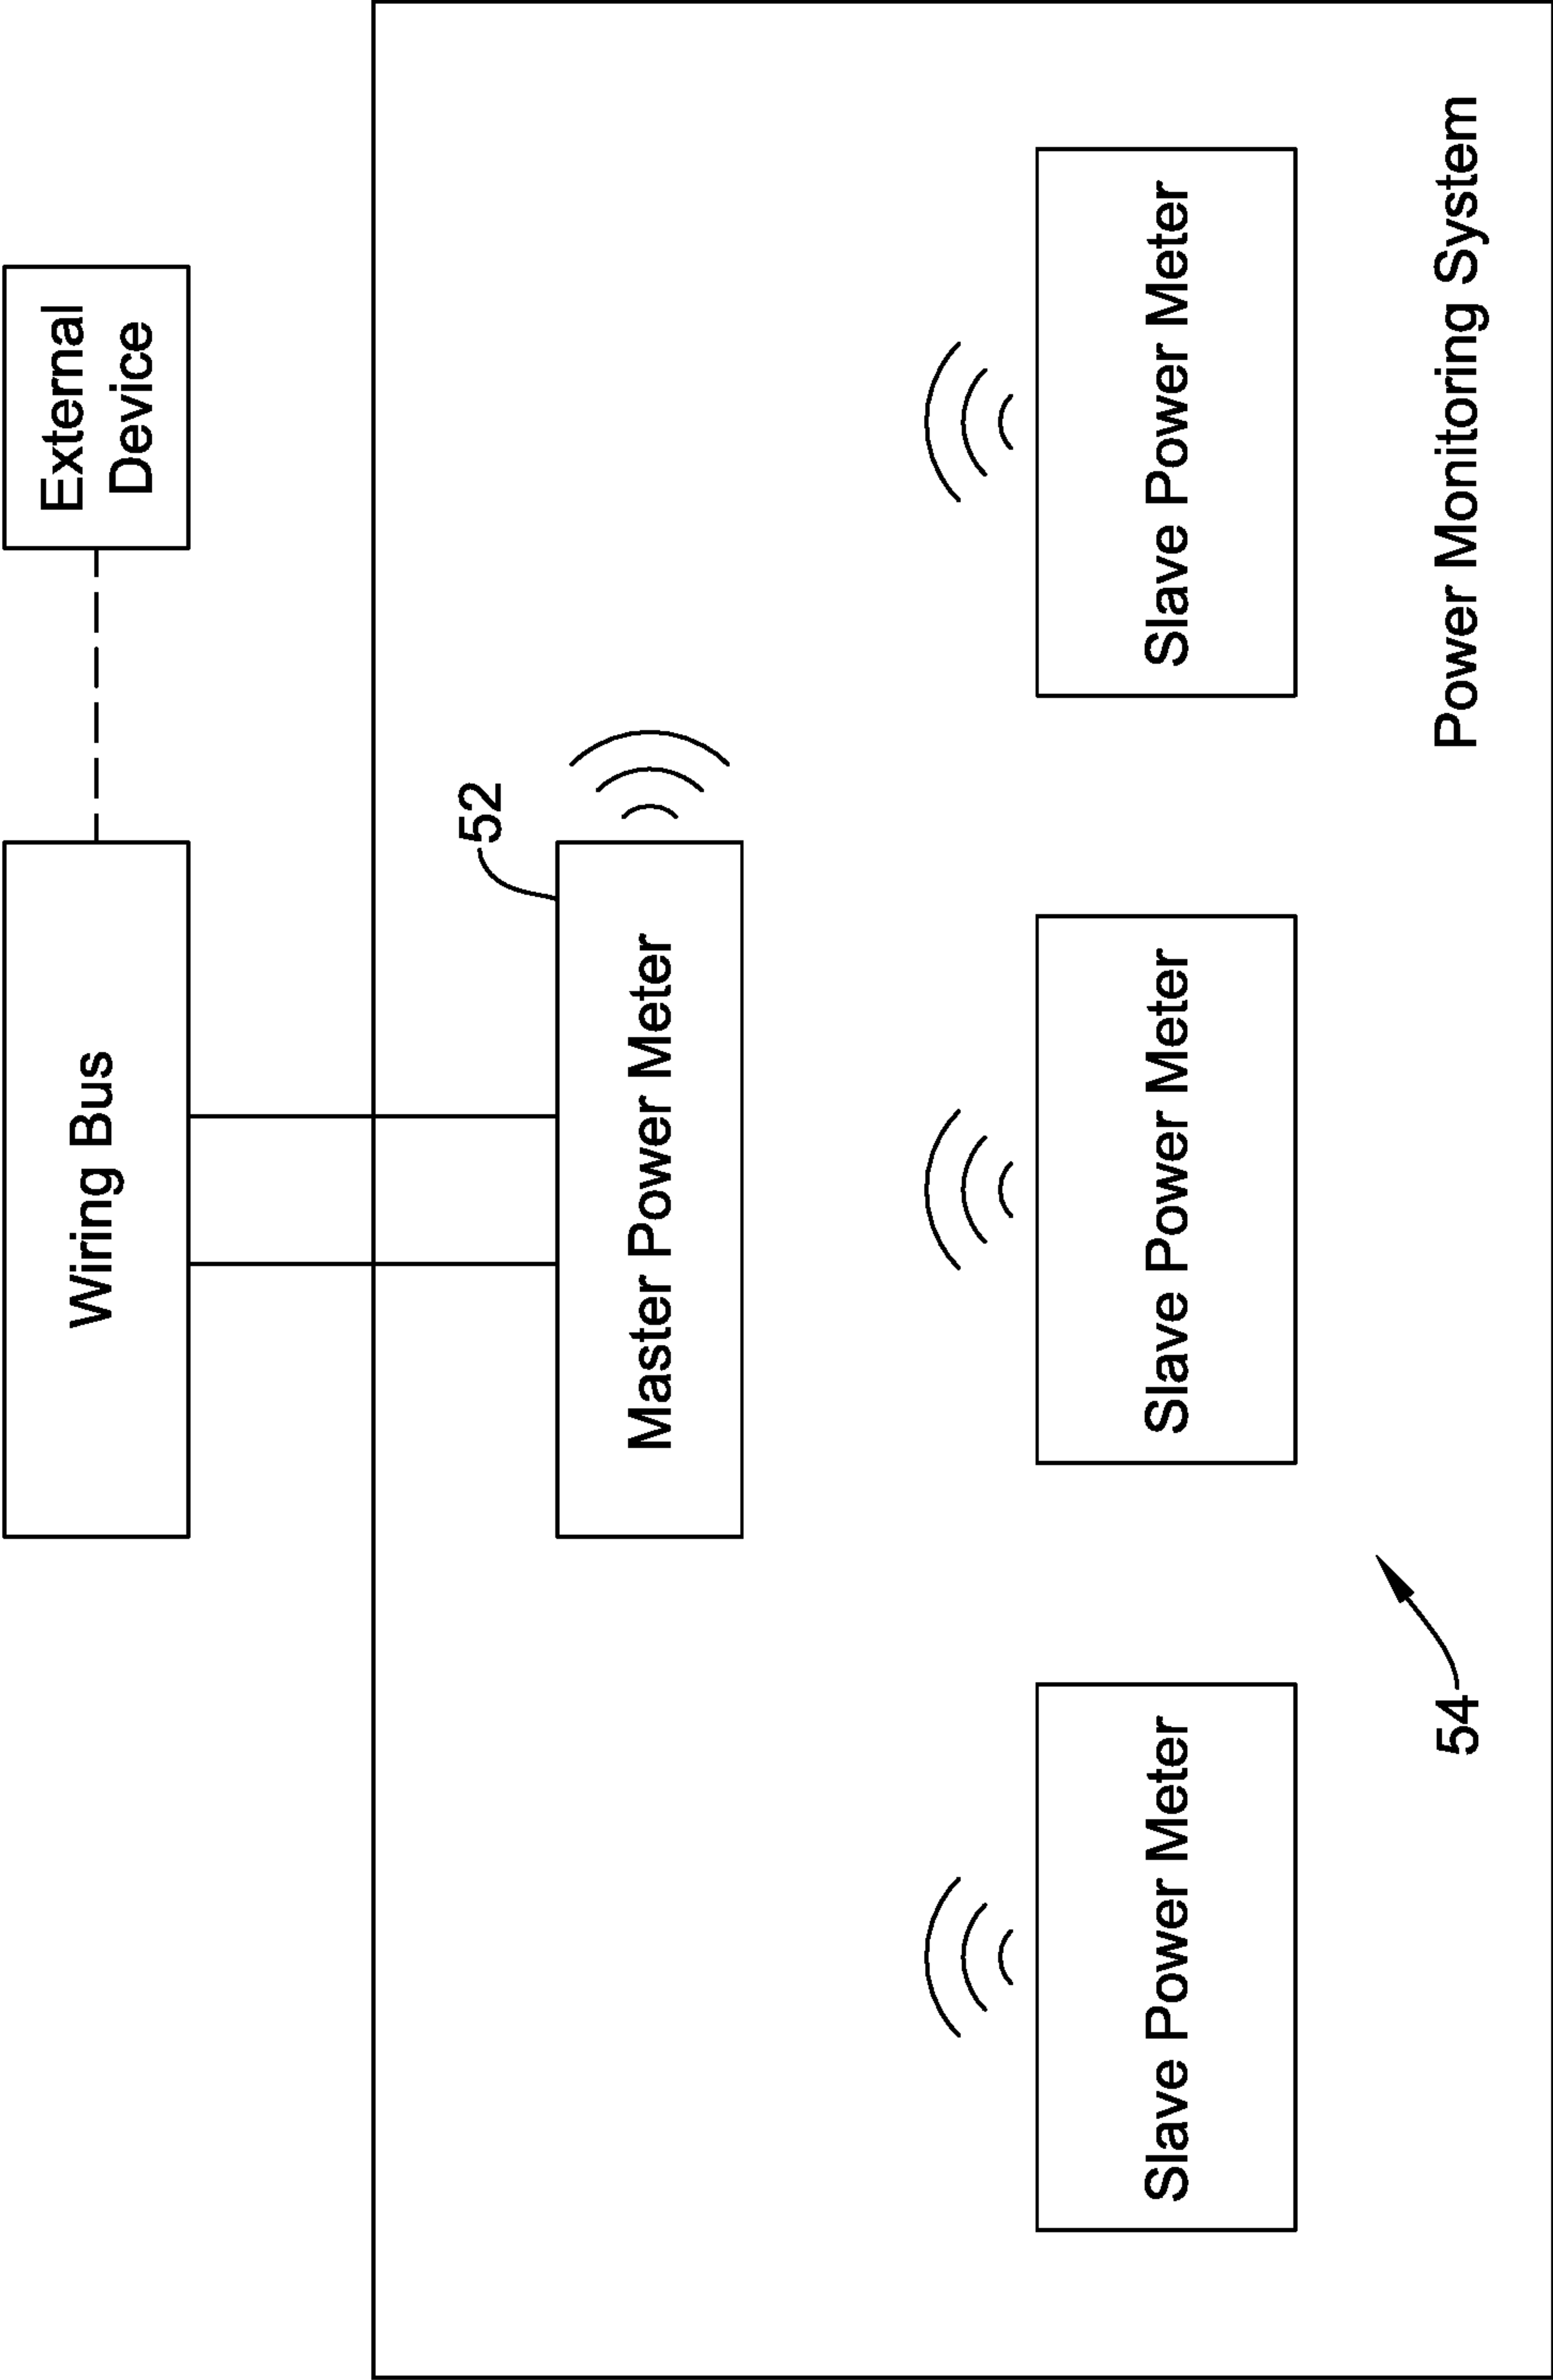 Wiring Bus
External
Device
52
Master Power Meter
Slave Power Meter
Slave Power Meter
Slave Power Meter
54
Power Monitoring System